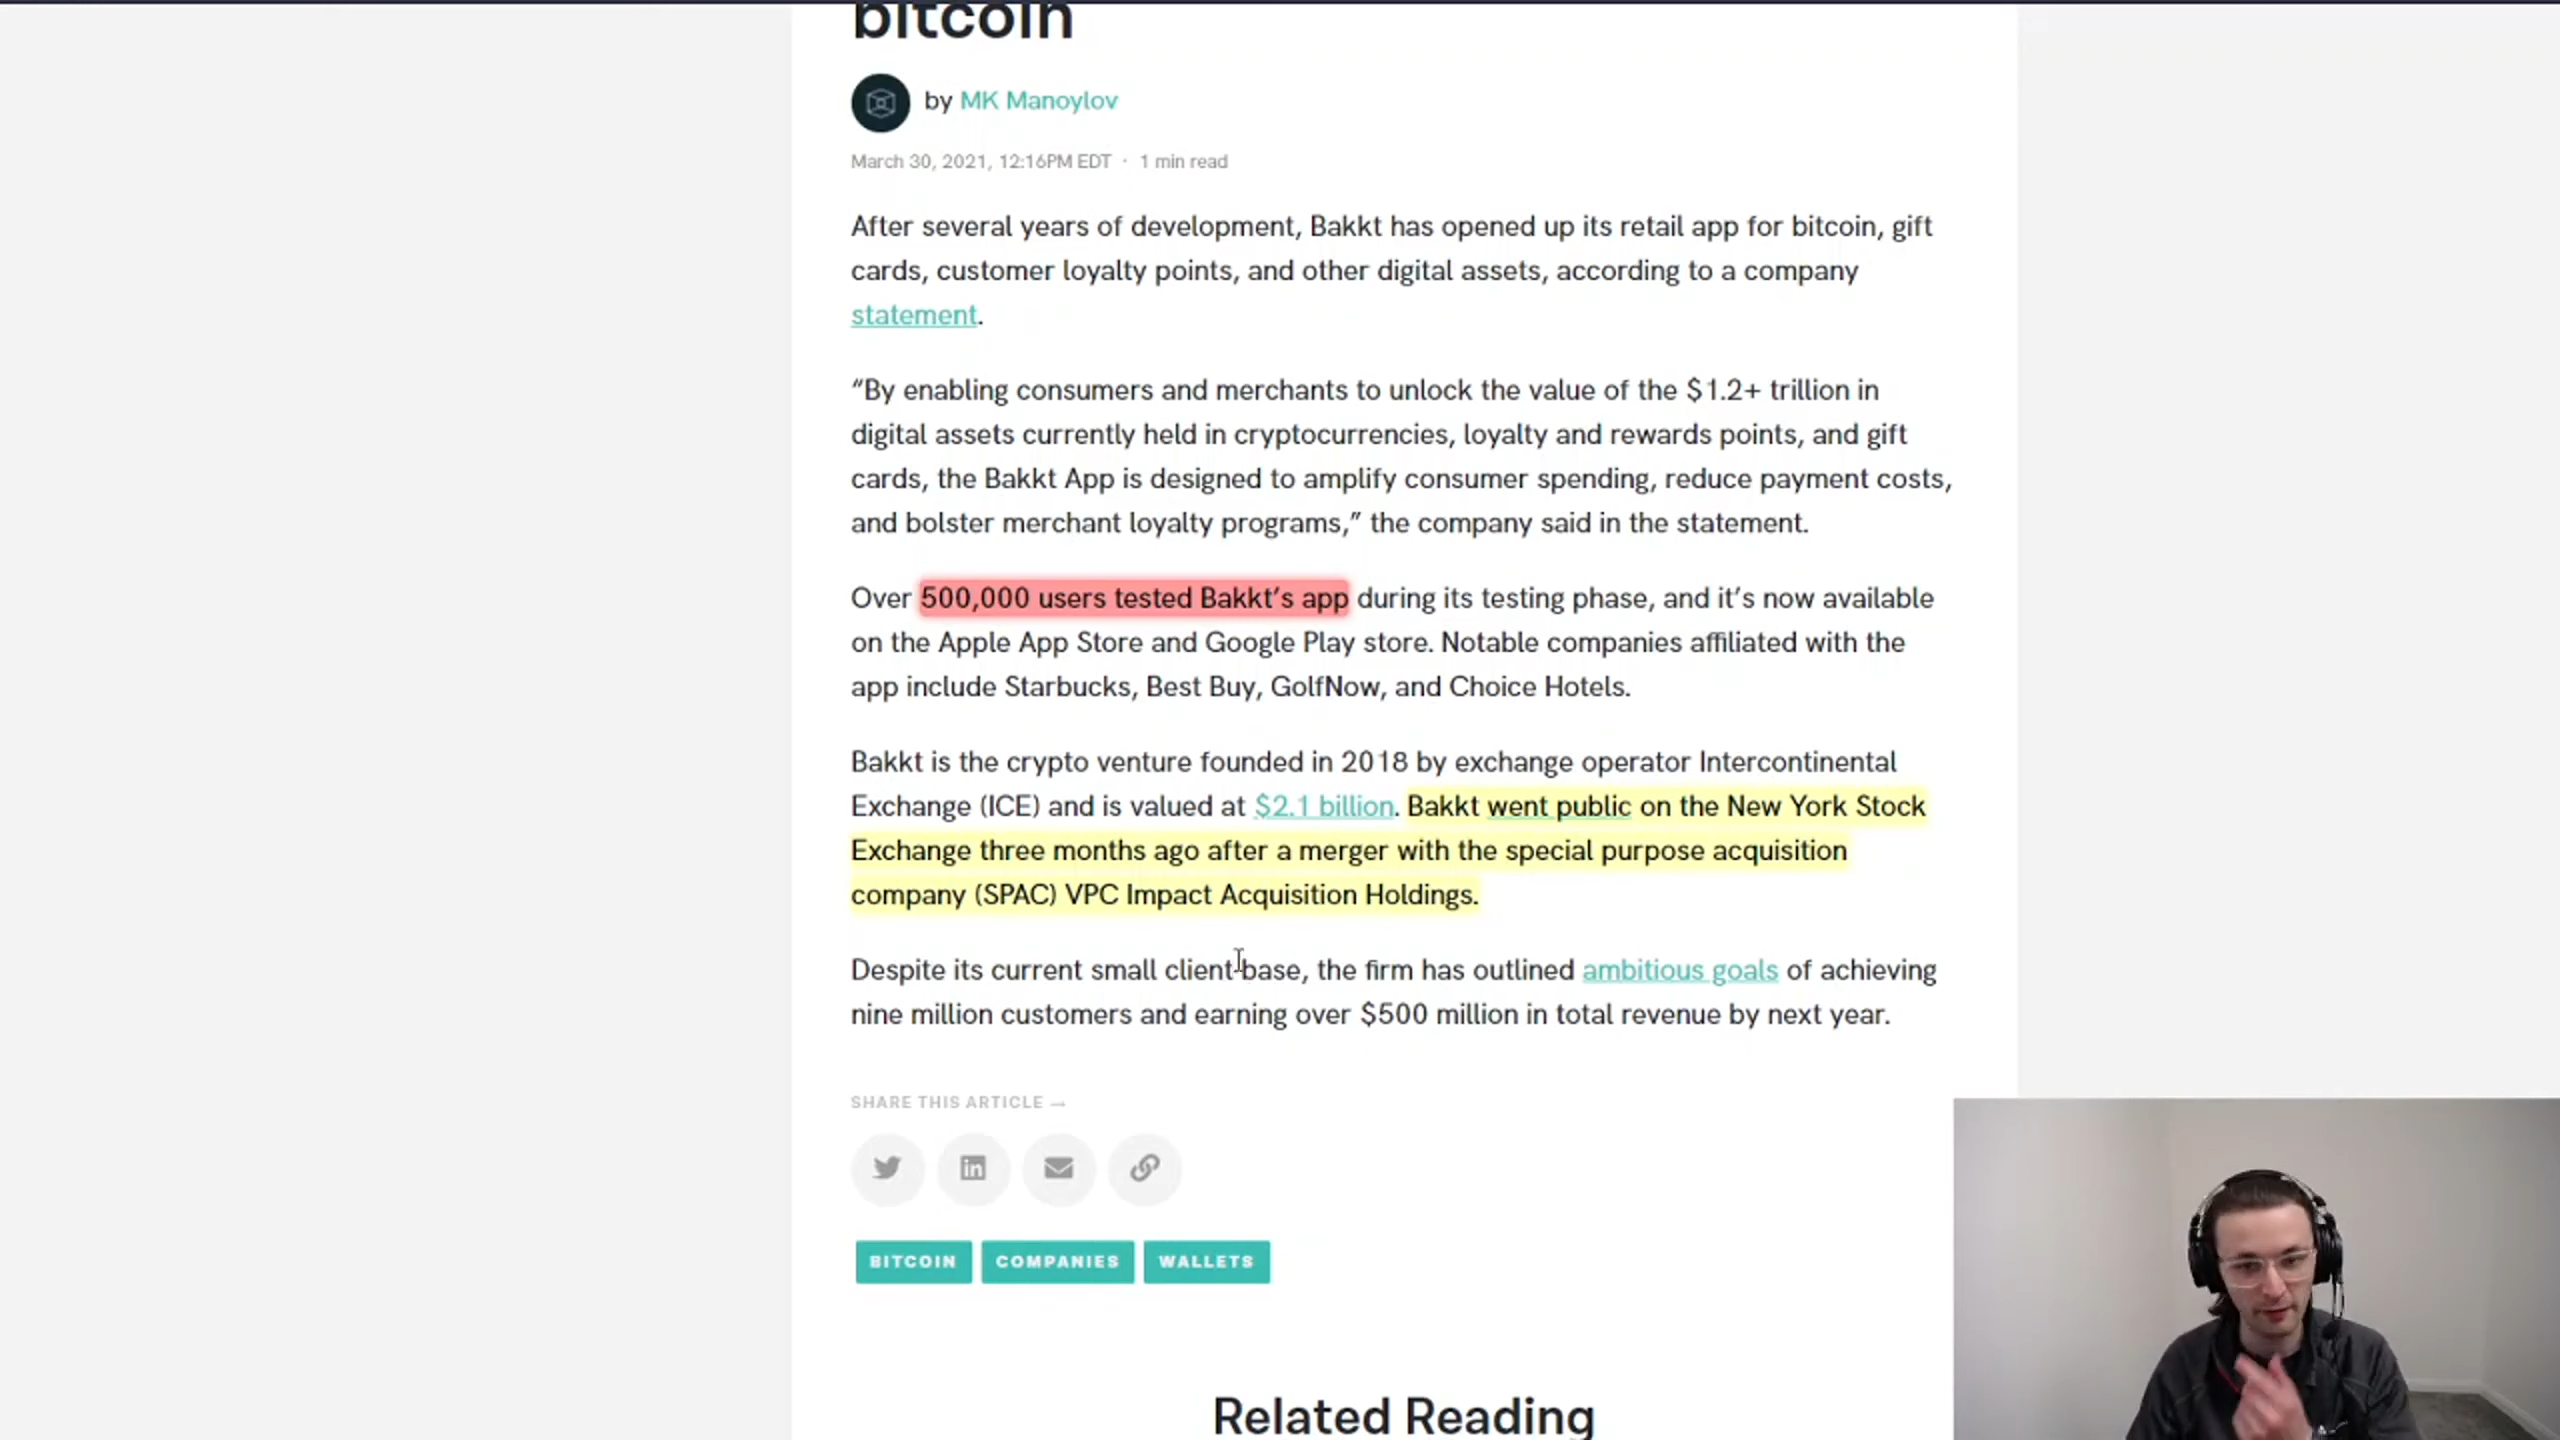 bitcoin
by MK Manoylov
March 30, 2021, 12:16PM EDT · 1 min read
After several years of development, Bakkt has opened up its retail app for bitcoin, gift
cards, customer loyalty points, and other digital assets, according to a company
statement.
“By enabling consumers and merchants to unlock the value of the $1.2+ trillion in
digital assets currently held in cryptocurrencies, loyalty and rewards points, and gift
cards, the Bakkt App is designed to amplify consumer spending, reduce payment costs,
and bolster merchant loyalty programs,” the company said in the statement.
Over 500,000 users tested Bakkt’s app during its testing phase, and it’s now available
on the Apple App Store and Google Play store. Notable companies affiliated with the
app include Starbucks, Best Buy, GolfNow, and Choice Hotels.
Bakkt is the crypto venture founded in 2018 by exchange operator Intercontinental
Exchange (ICE) and is valued at $2.1 billion. Bakkt went public on the New York Stock
Exchange three months ago after a merger with the special purpose acquisition
company (SPAC) VPC Impact Acquisition Holdings.
Despite its current small client base, the firm has outlined ambitious goals of achieving
nine million customers and earning over $500 million in total revenue by next year.
SHARE THIS ARTICLE →
in
BITCOIN COMPANIES WALLETS
Related Reading